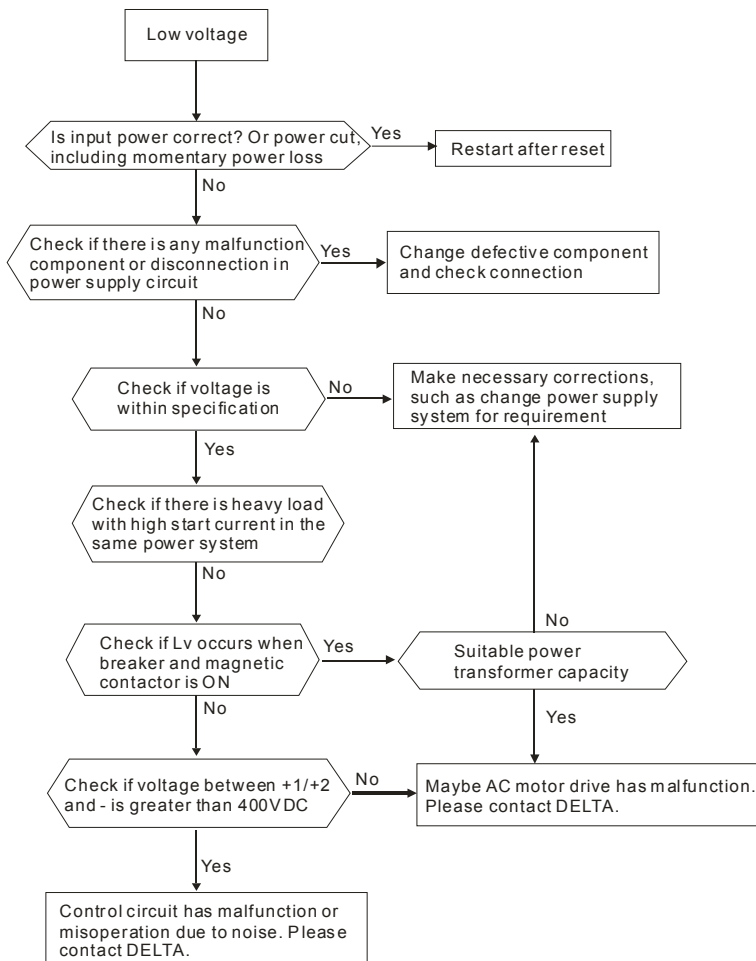 Low voltage
Is input power correct? Or power cut,
including momentary power loss
Yes
Restart after reset
No
Check if there is any malfunction
component or disconnection in
power supply circuit
Yes
Change defective component
and check connection
No
Check if voltage is
within specification
No
Make necessary corrections,
such as change power supply
system for requirement
Yes
Check if there is heavy load
with high start current in the
same power system
No
Check if Lv occurs when
breaker and magnetic
contactor is ON
Yes
Suitable power
transformer capacity
No
Yes
No
Check if voltage between +1/+2
and - is greater than 400VDC
No
Maybe AC motor drive has malfunction.
Please contact DELTA.
Yes
Control circuit has malfunction or
misoperation due to noise. Please
contact DELTA.